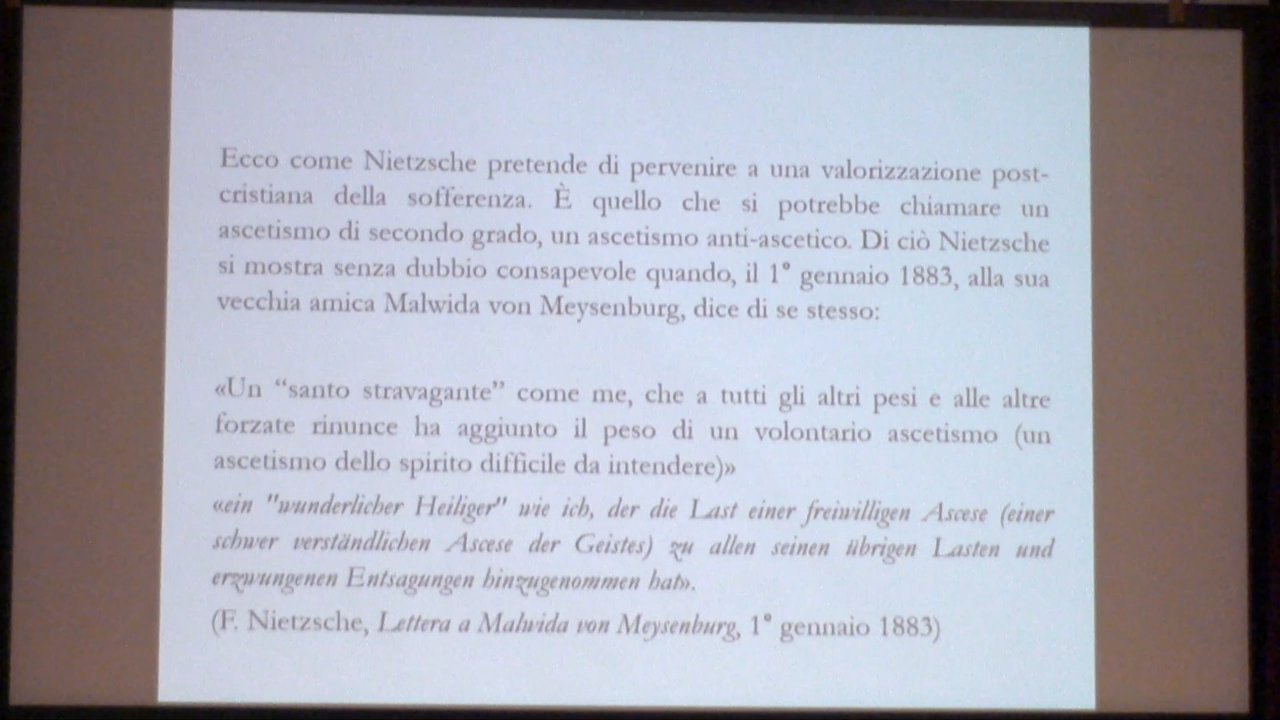 Ecco come Nietzsche pretende di pervenire a una valorizzazione post-
cristiana della sofferenza. È quello che si potrebbe chiamare un
ascetismo di secondo grado, un ascetismo anti-ascetico. Di ciò Nietzsche
si mostra senza dubbio consapevole quando, il 1° gennaio 1883, alla sua
vecchia amica Malwida von Meysenburg, dice di se stesso:
«Un “santo stravagante” come me, che a tutti gli altri pesi e alle altre
forzate rinunce ha aggiunto il peso di un volontario ascetismo (un
ascetismo dello spirito difficile da intendere)»
«ein "wunderlicher Heiliger" wie ich, der die Last einer freiwilligen Ascese (einer
schwer verständlichen Ascese der Geistes) zu allen seinen übrigen Lasten und
erzwungenen Entsagungen hinzugenommen hat».
(F. Nietzsche, Lettera a Malwida von Meysenburg, 1° gennaio 1883)